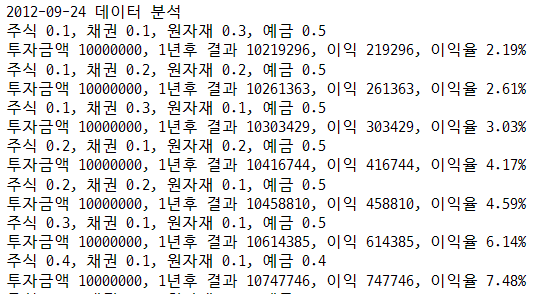 2012-09-24 데이터 분석
주식 0.1, 채권 0.1, 원자재 0.3, 예금 0.5
투자금액 10000000, 1년후 결과 10219296, 이익 219296, 이익율 2.19%
주식 0.1, 채권 0.2, 원자재 0.2, 예금 0.5
투자금액 10000000, 1년후 결과 10261363, 이익 261363, 이익율 2.61%
주식 0.1, 채권 0.3, 원자재 0.1, 예금 0.5
투자금액 10000000, 1년후 결과 10303429, 이익 303429, 이익율 3.03%
주식 0.2, 채권 0.1, 원자재 0.2, 예금 0.5
투자금액 10000000, 1년후 결과 10416744, 이익 416744, 이익율 4.17%
주식 0.2, 채권 0.2, 원자재 0.1, 예금 0.5
투자금액 10000000, 1년후 결과 10458810, 이익 458810, 이익율 4.59%
주식 0.3, 채권 0.1, 원자재 0.1, 예금 0.5
투자금액 10000000, 1년후 결과 10614385, 이익 614385, 이익율 6.14%
주식 0.4, 채권 0.1, 원자재 0.1, 예금 0.4
투자금액 10000000, 1년후 결과 10747746, 이익 747746, 이익율 7.48%